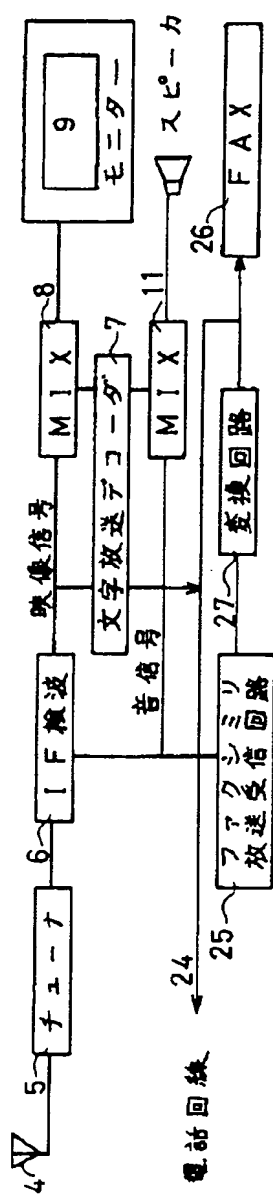 4
5
チューナ
6
IF検波
映像信号
8
MIX
9
モニター
文字放送デコーダ
7
音信号
MIX
11
スピーカ
24
電話回線
25
ファクシミリ
放送受信回路
27
変換回路
26
FAX